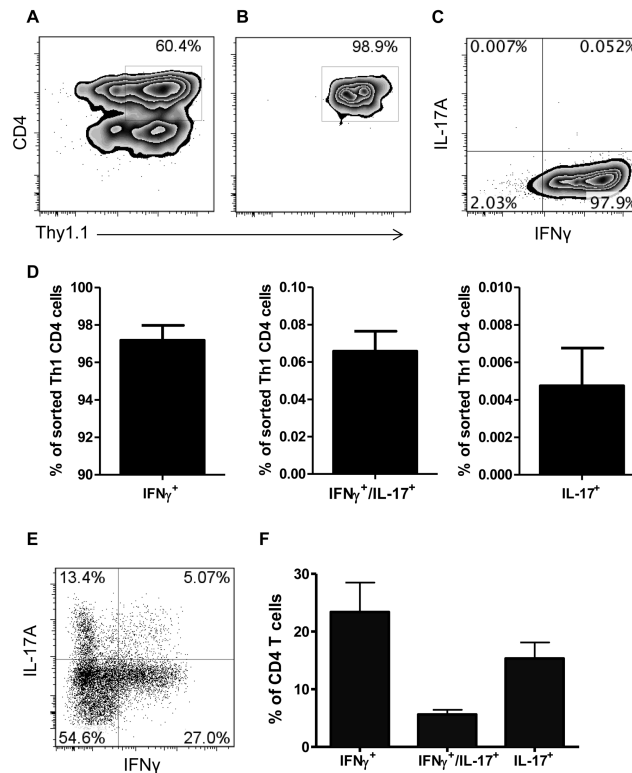 A
B
C
60.4%
98.9%
0.007%
0.052%
CD4
IL-17A
2.03%
97.9%
Thy1.1
IFNγ
D
% of sorted Th1 CD4 cells
100
98
96
94
92
90
IFNγ+
% of sorted Th1 CD4 cells
0.10
0.08
0.06
0.04
0.02
0.00
IFNγ+/IL-17+
% of sorted Th1 CD4 cells
0.010
0.008
0.006
0.004
0.002
0.000
IL-17+
E
13.4%
5.07%
IL-17A
54.6%
27.0%
IFNγ
F
% of CD4 T cells
30
20
10
0
IFNγ+
IFNγ+/IL-17+
IL-17+